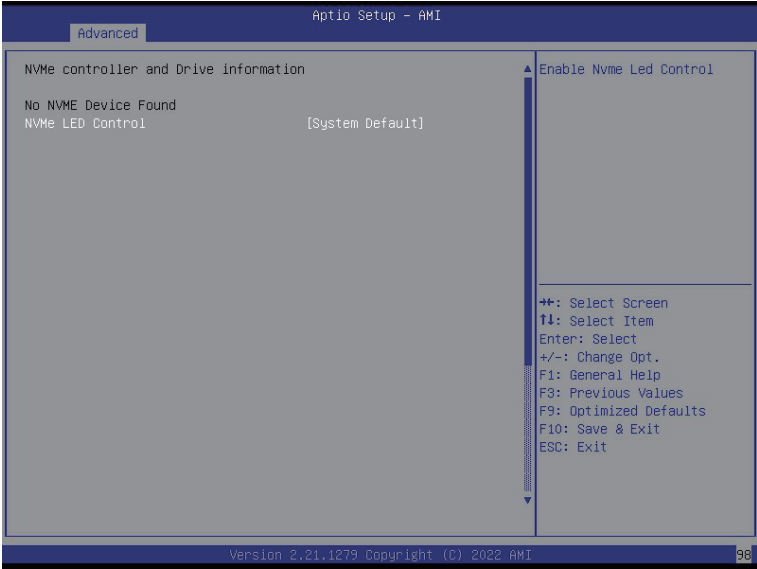 Aptio Setup – AMI
Advanced
NVMe controller and Drive information
No NVME Device Found
NVMe LED Control [System Default]
Enable Nvme Led Control
→←: Select Screen
↑↓: Select Item
Enter: Select
+/-: Change Opt.
F1: General Help
F3: Previous Values
F9: Optimized Defaults
F10: Save & Exit
ESC: Exit
Version 2.21.1279 Copyright (C) 2022 AMI
98